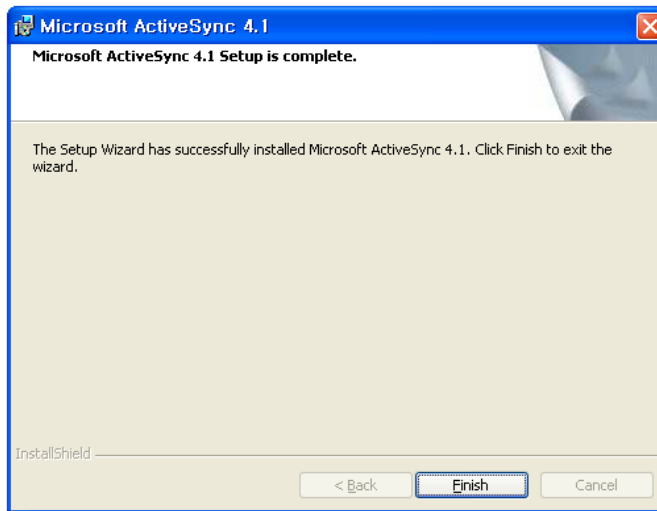 Microsoft ActiveSync 4.1
Microsoft ActiveSync 4.1 Setup is complete.
The Setup Wizard has successfully installed Microsoft ActiveSync 4.1. Click Finish to exit the
wizard.
InstallShield
< Back Finish Cancel